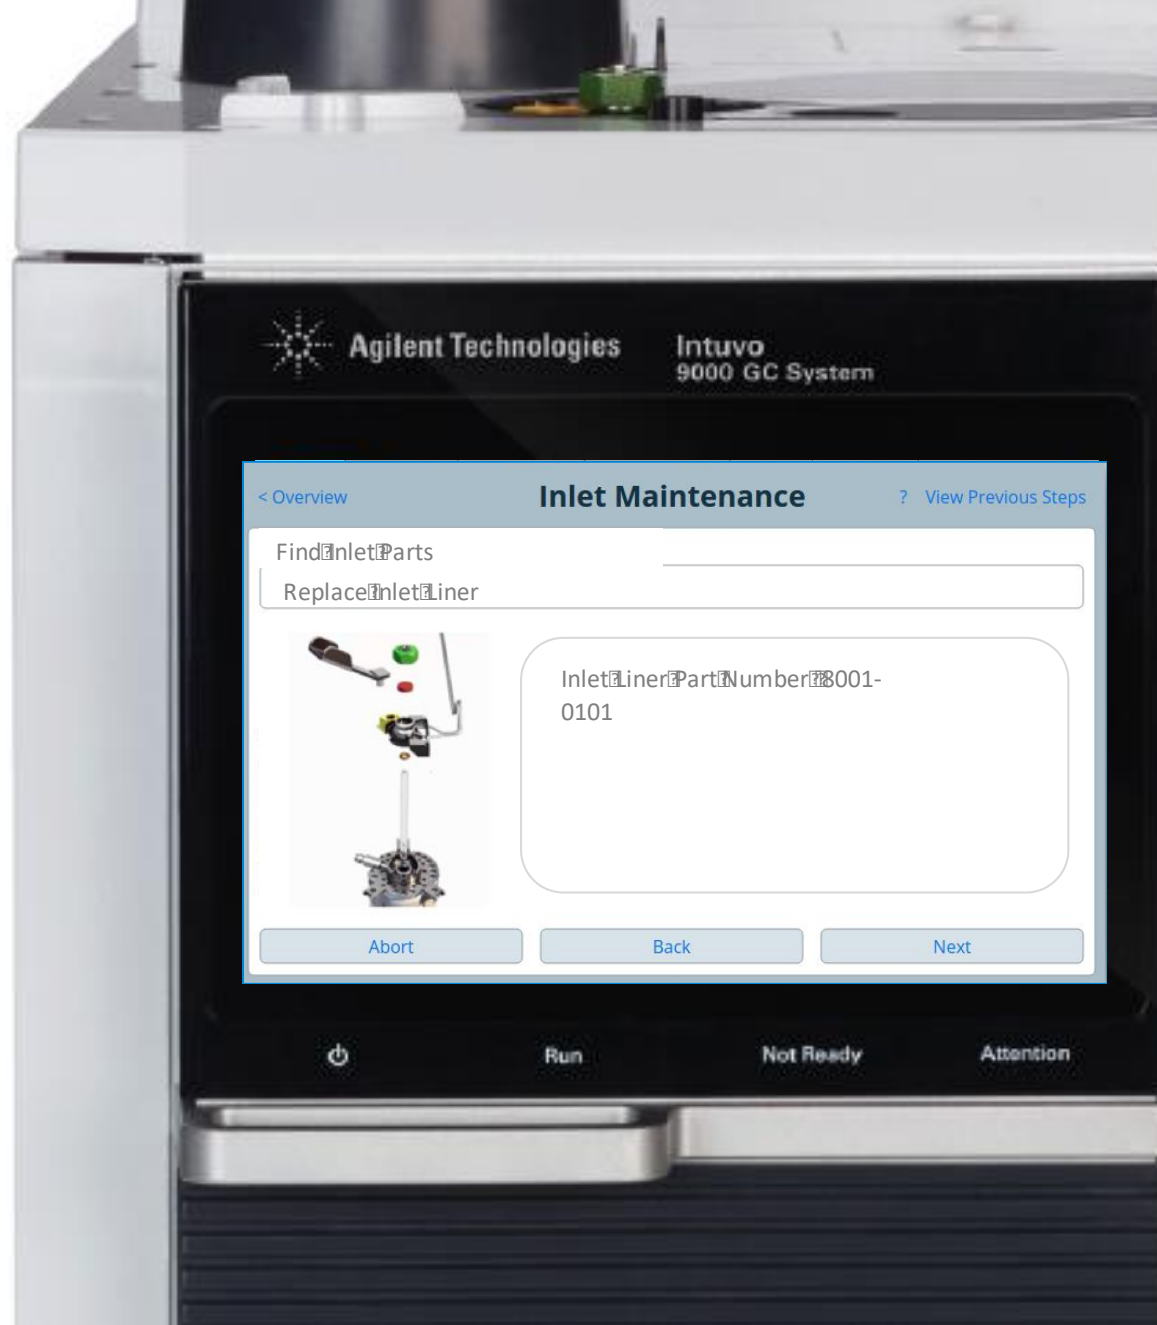 Agilent Technologies
Intuvo
9000 GC System
< Overview
Inlet Maintenance
? View Previous Steps
Find Inlet Parts
Replace Inlet Liner
Inlet Liner Part Number 8001-
0101
Abort
Back
Next
Run
Not Ready
Attention